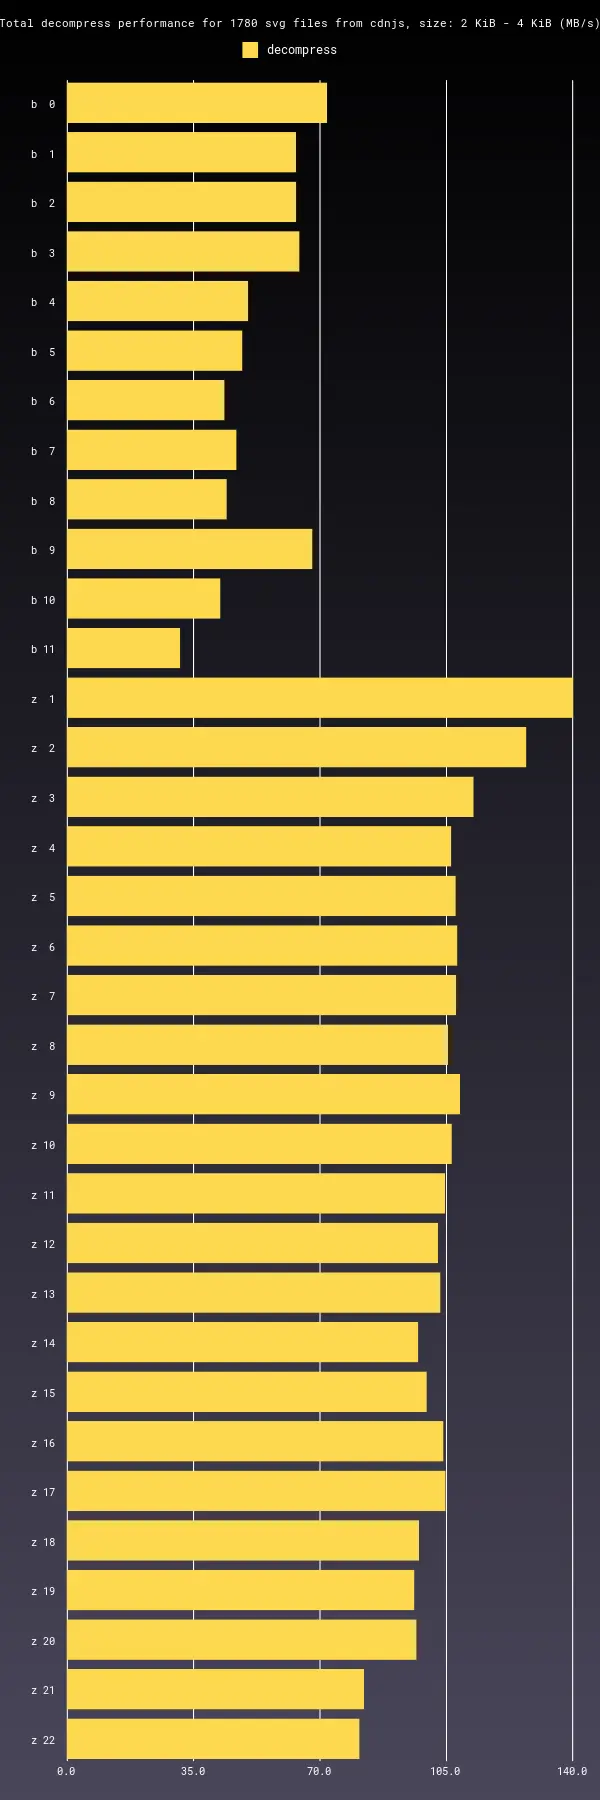 Total decompress performance for 1780 svg files from cdnjs, size: 2 KiB - 4 KiB (MB/s)
decompress
b 0
b 1
b 2
b 3
b 4
b 5
b 6
b 7
b 8
b 9
b 10
b 11
z 1
z 2
z 3
z 4
z 5
z 6
z 7
z 8
z 9
z 10
z 11
z 12
z 13
z 14
z 15
z 16
z 17
z 18
z 19
z 20
z 21
z 22
0.0 35.0 70.0 105.0 140.0